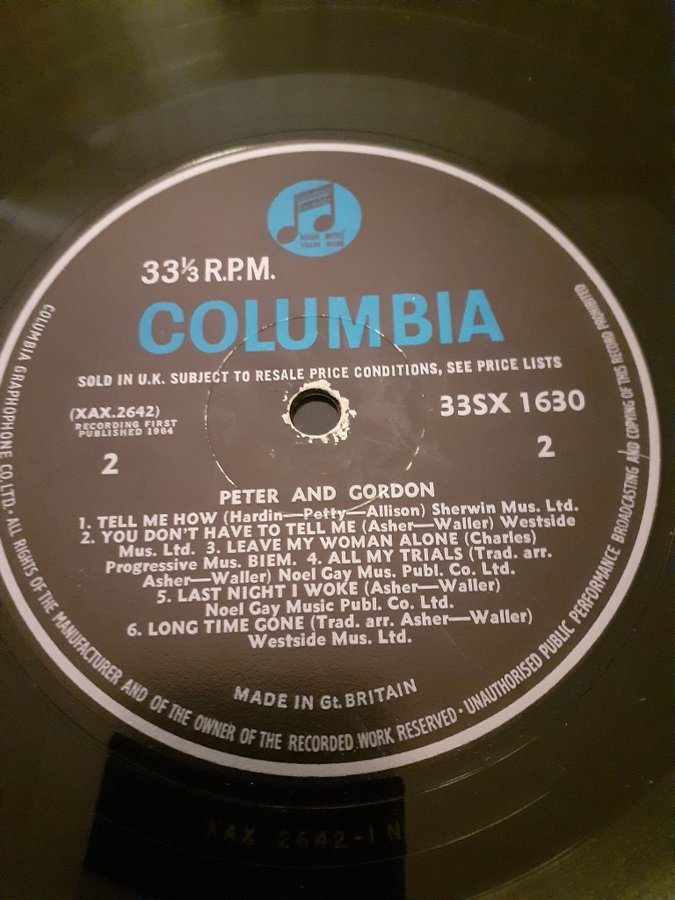 33⅓ R.P.M.
COLUMBIA
SOLD IN U.K. SUBJECT TO RESALE PRICE CONDITIONS, SEE PRICE LISTS
(XAX.2642)
RECORDING FIRST
PUBLISHED 1964
33SX 1630
2
2
PETER AND GORDON
1. TELL ME HOW (Hardin—Petty—Allison) Sherwin Mus. Ltd.
2. YOU DON'T HAVE TO TELL ME (Asher—Waller) Westside
Mus. Ltd. 3. LEAVE MY WOMAN ALONE (Charles)
Progressive Mus. BIEM. 4. ALL MY TRIALS (Trad. arr.
Asher—Waller) Noel Gay Mus. Publ. Co. Ltd.
5. LAST NIGHT I WOKE (Asher—Waller)
Noel Gay Music Publ. Co. Ltd.
6. LONG TIME GONE (Trad. arr. Asher—Waller)
Westside Mus. Ltd.
MADE IN Gt. BRITAIN
COLUMBIA GRAPHOPHONE CO. LTD. · ALL RIGHTS OF THE MANUFACTURER AND OF THE OWNER OF THE RECORDED WORK RESERVED · UNAUTHORISED PUBLIC PERFORMANCE BROADCASTING AND COPYING OF THIS RECORD PROHIBITED
XAX 2642-1 N